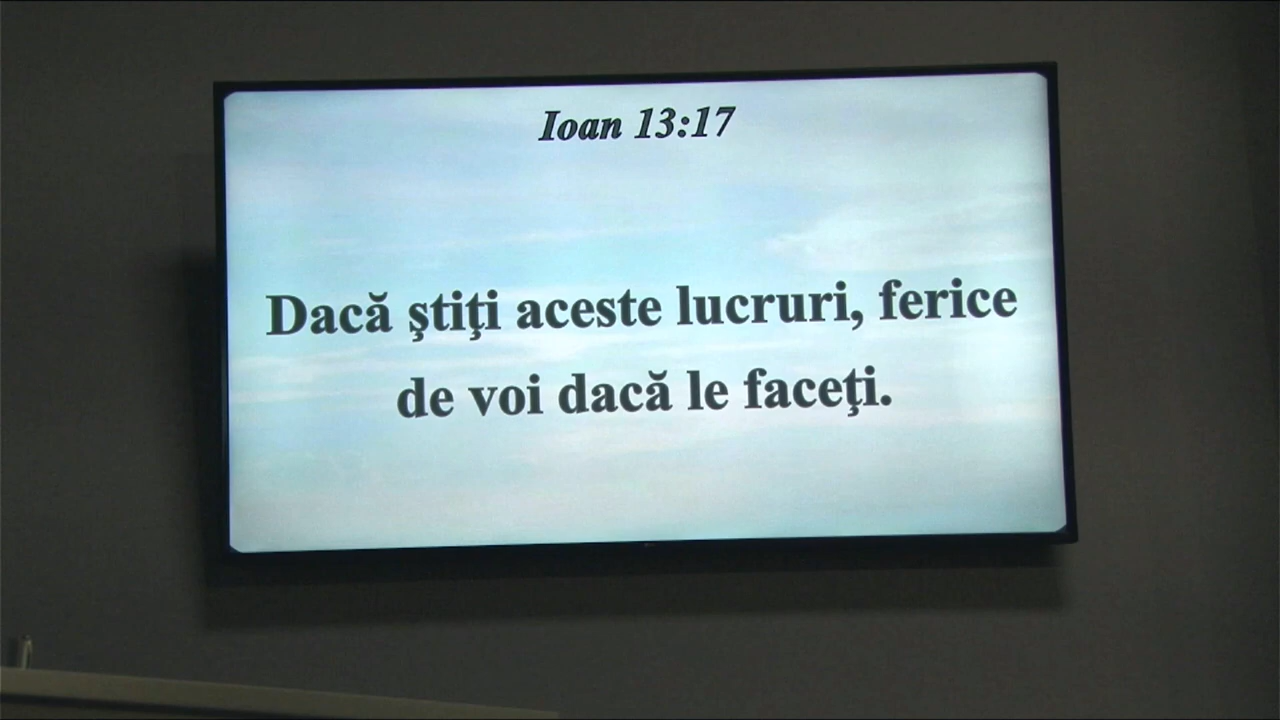 Ioan 13:17
Dacă ştiţi aceste lucruri, ferice
de voi dacă le faceţi.